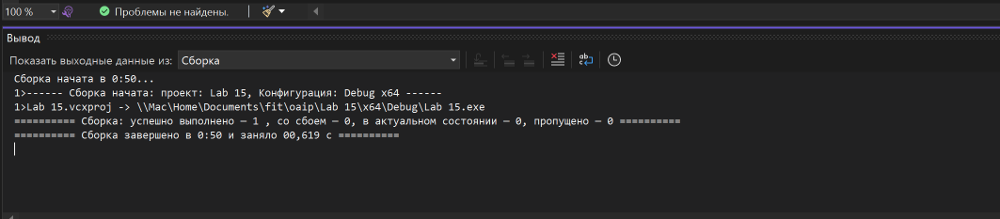 100 %
Проблемы не найдены.
Вывод
Показать выходные данные из: Сборка
Сборка начата в 0:50...
1>------ Сборка начата: проект: Lab 15, Конфигурация: Debug x64 ------
1>Lab 15.vcxproj -> \\Mac\Home\Documents\fit\oaip\Lab 15\x64\Debug\Lab 15.exe
========== Сборка: успешно выполнено — 1 , со сбоем — 0, в актуальном состоянии — 0, пропущено — 0 ==========
========== Сборка завершено в 0:50 и заняло 00,619 с ==========